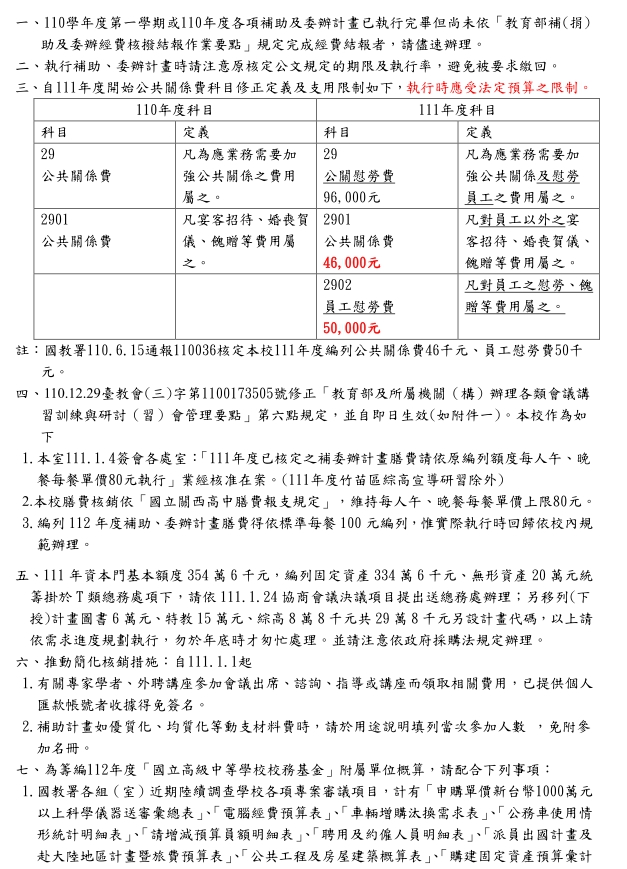 一、110學年度第一學期或110年度各項補助及委辦計畫已執行完畢但尚未依「教育部補(捐)
助及委辦經費核撥結報作業要點」規定完成經費結報者，請儘速辦理。
二、執行補助、委辦計畫時請注意原核定公文規定的期限及執行率，避免被要求繳回。
三、自111年度開始公共關係費科目修正定義及支用限制如下，執行時應受法定預算之限制。
110年度科目 111年度科目
科目 定義 科目 定義
29 凡為應業務需要加 29 凡為應業務需要加
公共關係費 強公共關係之費用 公關慰勞費 強公共關係及慰勞
屬之。 96,000元 員工之費用屬之。
2901 凡宴客招待、婚喪賀 2901 凡對員工以外之宴
公共關係費 儀、餽贈等費用屬 公共關係費 客招待、婚喪賀儀、
之。 46,000元 餽贈等費用屬之。
2902 凡對員工之慰勞、餽
員工慰勞費 贈等費用屬之。
50,000元
註：國教署110.6.15通報110036核定本校111年度編列公共關係費46千元、員工慰勞費50千
元。
四、110.12.29臺教會(三)字第1100173505號修正「教育部及所屬機關（構）辦理各類會議講
習訓練與研討（習）會管理要點」第六點規定，並自即日生效(如附件一)。本校作為如
下
1.本室111.1.4簽會各處室：「111年度已核定之補委辦計畫膳費請依原編列額度每人午、晚
餐每餐單價80元執行」業經核准在案。(111年度竹苗區綜高宣導研習除外)
2.本校膳費核銷依「國立關西高中膳費報支規定」，維持每人午、晚餐每餐單價上限80元。
3.編列 112 年度補助、委辦計畫膳費得依標準每餐 100 元編列，惟實際執行時回歸依校內規
範辦理。
五、111 年資本門基本額度 354 萬 6 千元，編列固定資產 334 萬 6 千元、無形資產 20 萬元統
籌掛於 T 類總務處項下，請依 111.1.24 協商會議決議項目提出送總務處辦理；另移列(下
授)計畫圖書 6 萬元、特教 15 萬元、綜高 8 萬 8 千元共 29 萬 8 千元另設計畫代碼，以上請
依需求進度規劃執行，勿於年底時才匆忙處理。並請注意依政府採購法規定辦理。
六、推動簡化核銷措施：自111.1.1起
1.有關專家學者、外聘講座參加會議出席、諮詢、指導或講座而領取相關費用，已提供個人
匯款帳號者收據得免簽名。
2.補助計畫如優質化、均質化等動支材料費時，請於用途說明填列當次參加人數 ，免附參
加名冊。
七、為籌編112年度「國立高級中等學校校務基金」附屬單位概算，請配合下列事項：
1.國教署各組（室）近期陸續調查學校各項專案審議項目，計有「申購單價新台幣1000萬元
以上科學儀器送審彙總表」、「電腦經費預算表」、「車輛增購汰換需求表」、「公務車使用情
形統計明細表」、「請增減預算員額明細表」、「聘用及約僱人員明細表」、「派員出國計畫及
赴大陸地區計畫暨旅費預算表」、「公共工程及房屋建築概算表」、「購建固定資產預算彙計